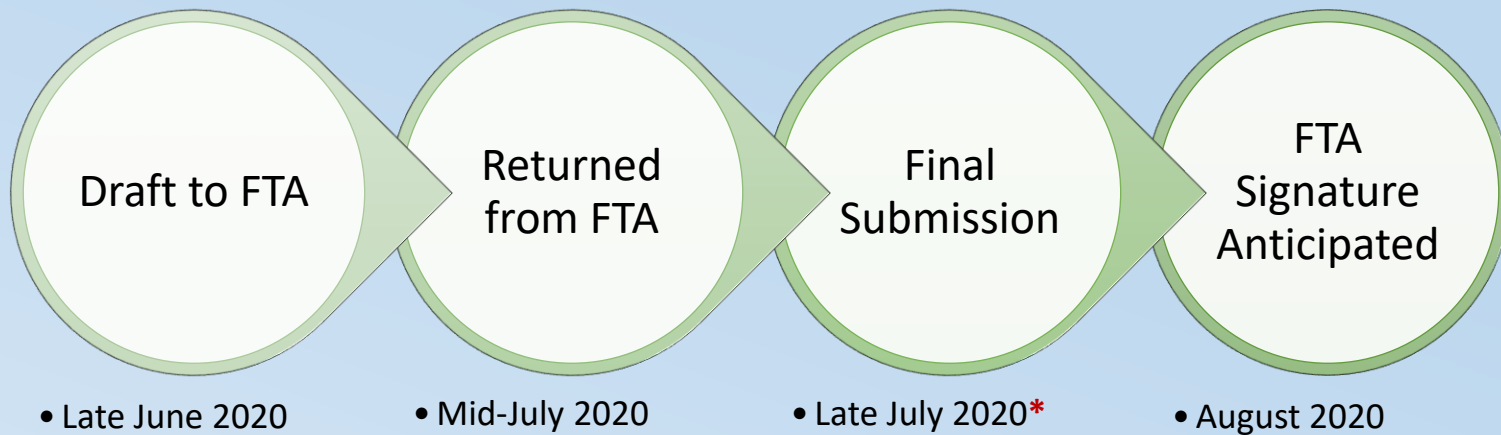 Draft to FTA
Returned
from FTA
Final
Submission
FTA
Signature
Anticipated
• Late June 2020
• Mid-July 2020
• Late July 2020*
• August 2020